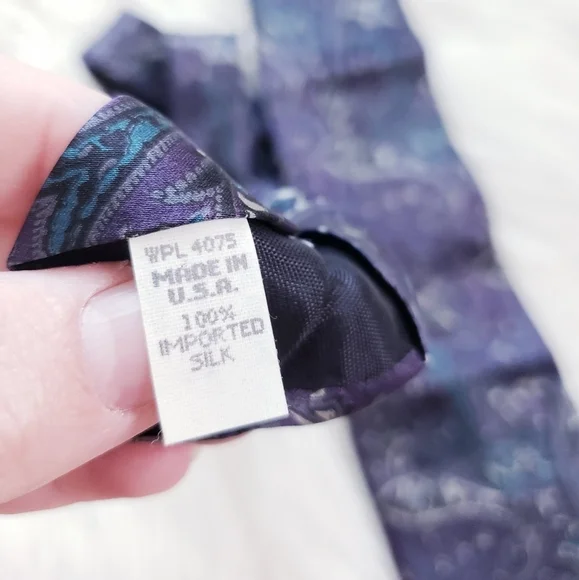 WPL 4075
MADE IN
U.S.A.
100%
IMPORTED
SILK